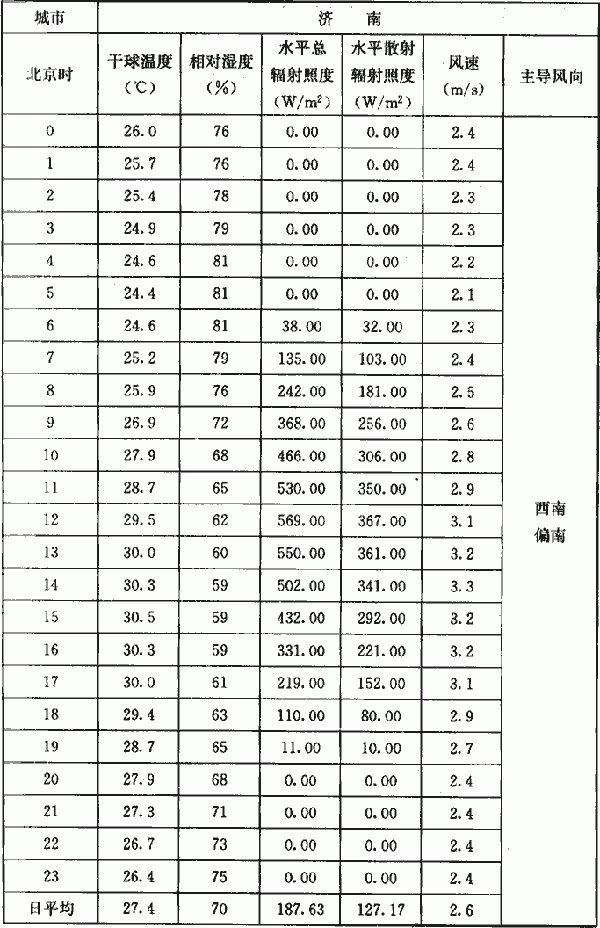 城市 济 南
北京时 干球温度(℃) 相对湿度(%) 水平总辐射照度(W/m²) 水平散射辐射照度(W/m²) 风速(m/s) 主导风向
0 26.0 76 0.00 0.00 2.4
1 25.7 76 0.00 0.00 2.4
2 25.4 78 0.00 0.00 2.3
3 24.9 79 0.00 0.00 2.3
4 24.6 81 0.00 0.00 2.2
5 24.4 81 0.00 0.00 2.1
6 24.6 81 38.00 32.00 2.3
7 25.2 79 135.00 103.00 2.4
8 25.9 76 242.00 181.00 2.5
9 26.9 72 368.00 256.00 2.6
10 27.9 68 466.00 306.00 2.8
11 28.7 65 530.00 350.00 2.9
12 29.5 62 569.00 367.00 3.1
13 30.0 60 550.00 361.00 3.2
14 30.3 59 502.00 341.00 3.3
15 30.5 59 432.00 292.00 3.2
16 30.3 59 331.00 221.00 3.2
17 30.0 61 219.00 152.00 3.1
18 29.4 63 110.00 80.00 2.9
19 28.7 65 11.00 10.00 2.7
20 27.9 68 0.00 0.00 2.4
21 27.3 71 0.00 0.00 2.4
22 26.7 73 0.00 0.00 2.4
23 26.4 75 0.00 0.00 2.4
日平均 27.4 70 187.63 127.17 2.6
西南
偏南